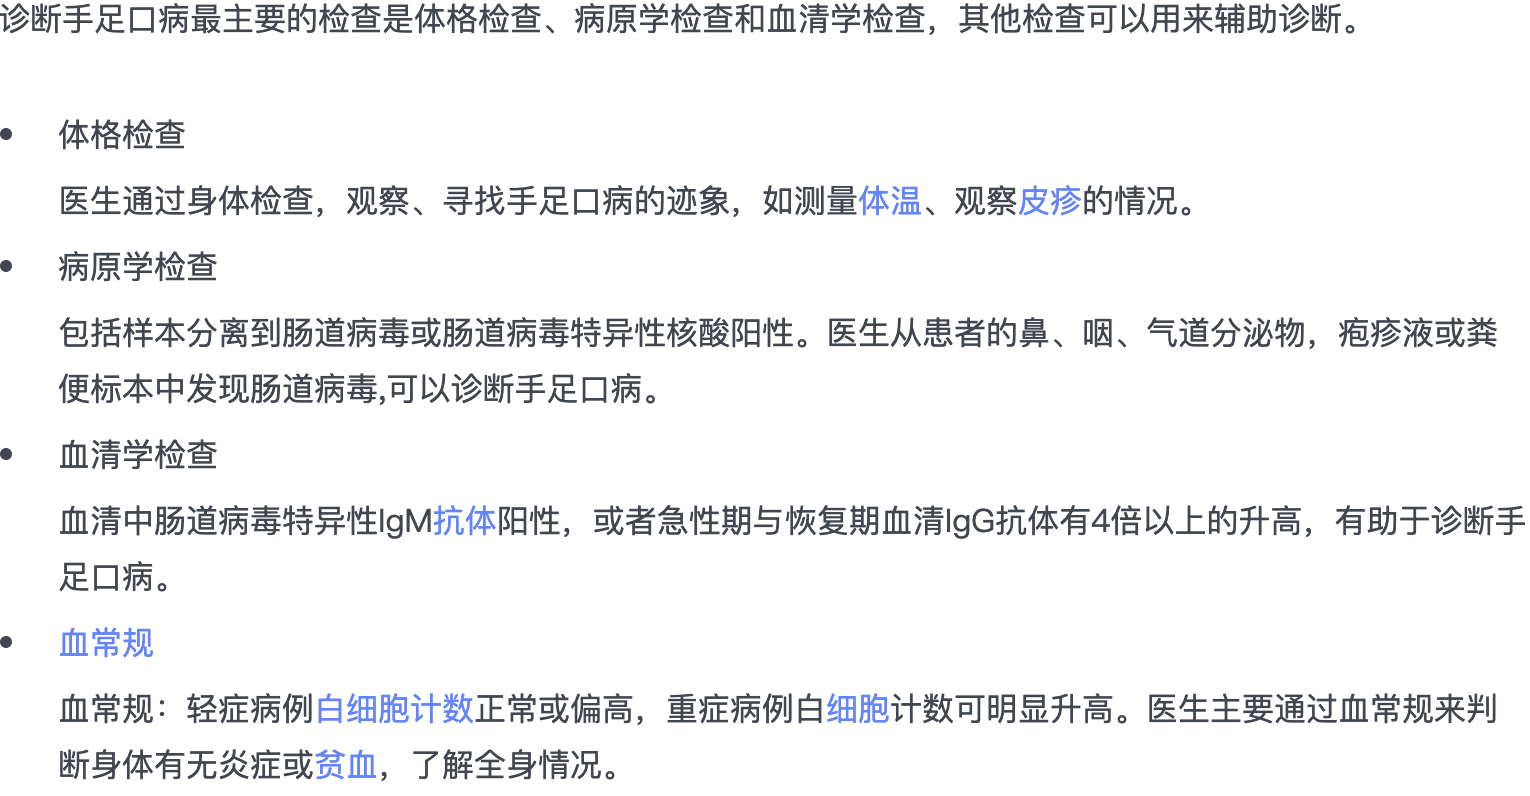 诊断手足口病最主要的检查是体格检查、病原学检查和血清学检查，其他检查可以用来辅助诊断。
• 体格检查
医生通过身体检查，观察、寻找手足口病的迹象，如测量体温、观察皮疹的情况。
• 病原学检查
包括样本分离到肠道病毒或肠道病毒特异性核酸阳性。医生从患者的鼻、咽、气道分泌物，疱疹液或粪
便标本中发现肠道病毒,可以诊断手足口病。
• 血清学检查
血清中肠道病毒特异性IgM抗体阳性，或者急性期与恢复期血清IgG抗体有4倍以上的升高，有助于诊断手
足口病。
• 血常规
血常规：轻症病例白细胞计数正常或偏高，重症病例白细胞计数可明显升高。医生主要通过血常规来判
断身体有无炎症或贫血，了解全身情况。